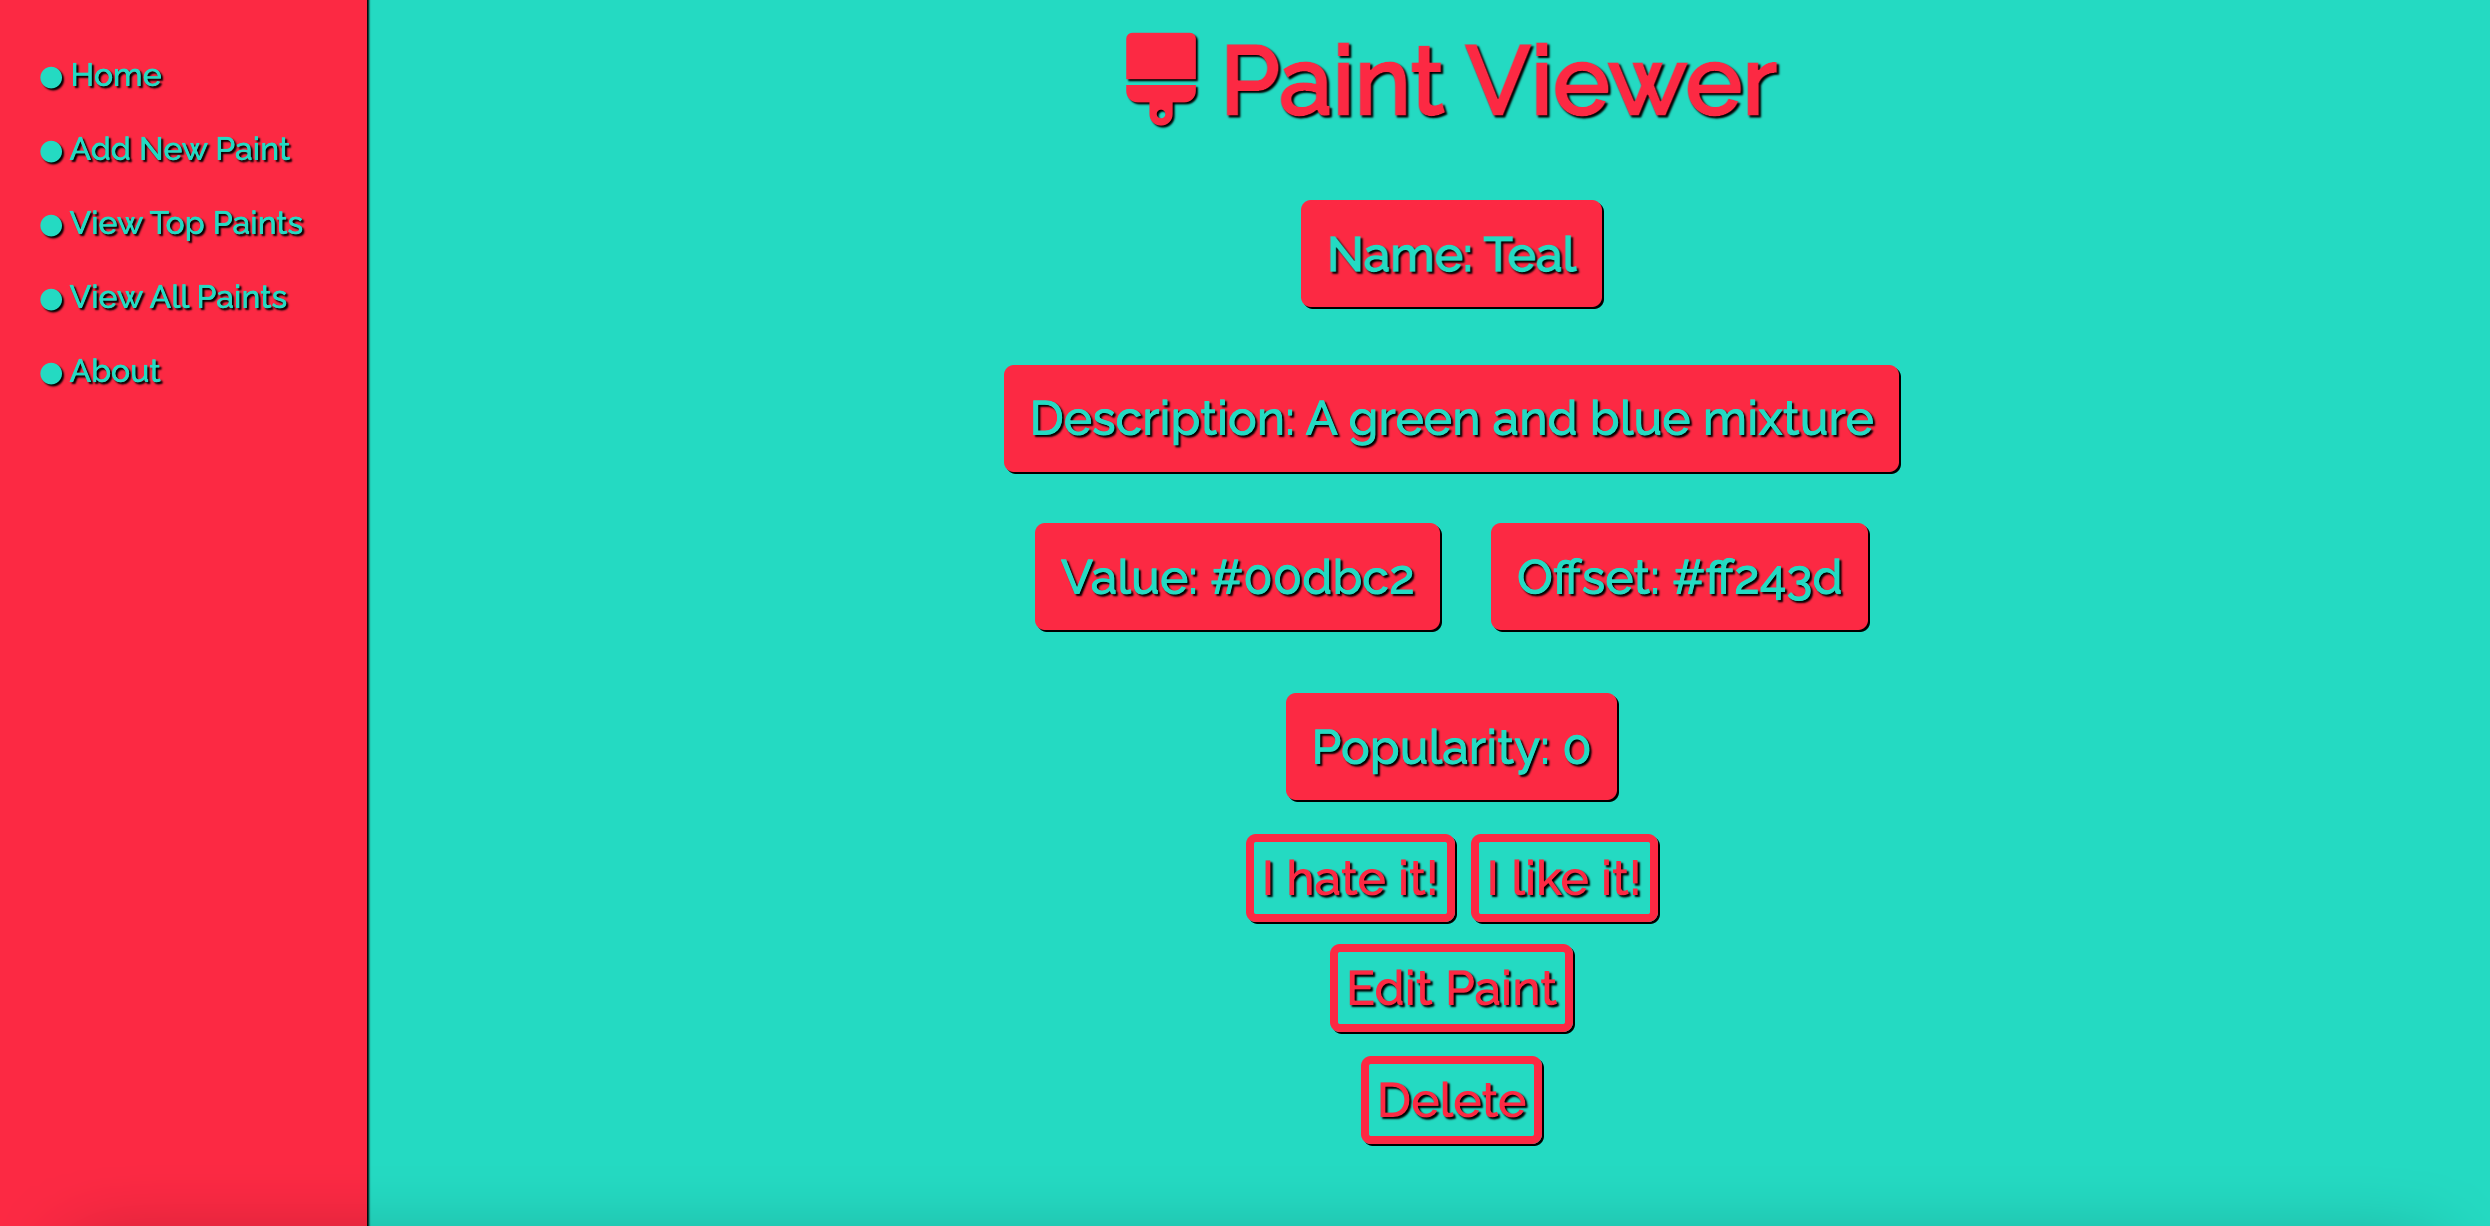 Home
Add New Paint
View Top Paints
View All Paints
About
Paint Viewer
Name: Teal
Description: A green and blue mixture
Value: #00dbc2
Offset: #ff243d
Popularity: 0
I hate it!
I like it!
Edit Paint
Delete